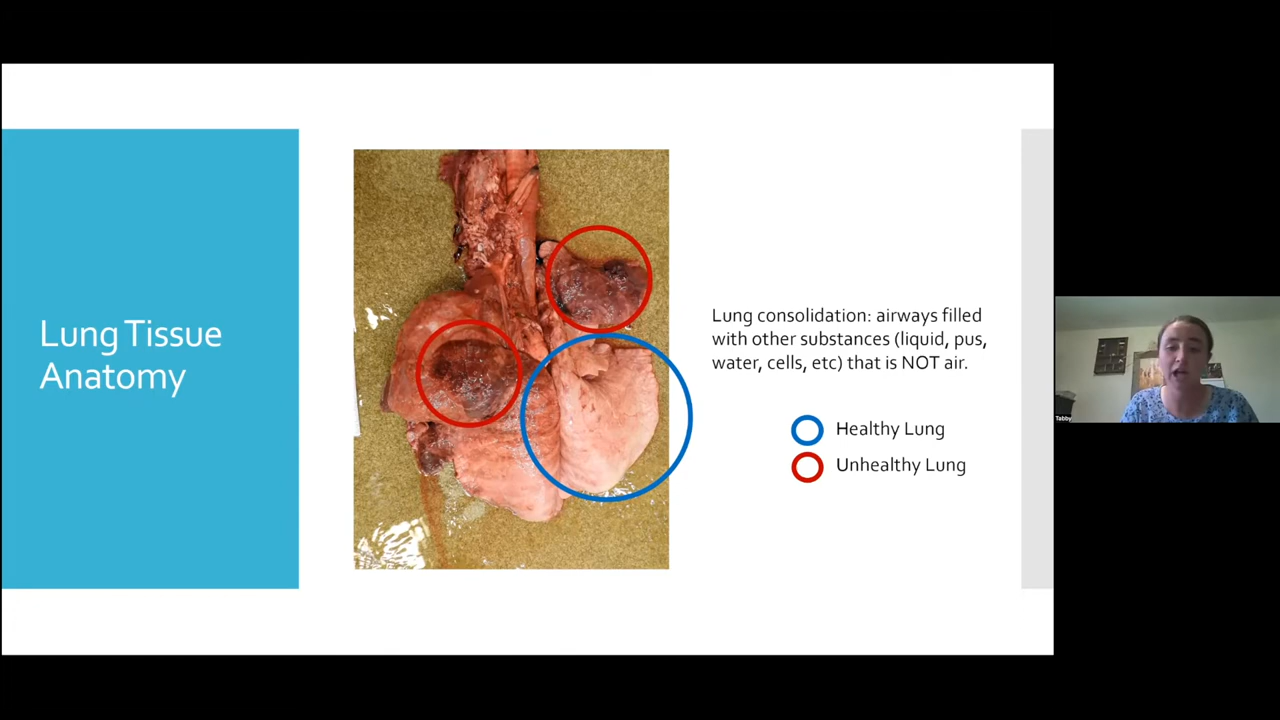 Lung Tissue
Anatomy
Lung consolidation: airways filled
with other substances (liquid, pus,
water, cells, etc) that is NOT air.
Healthy Lung
Unhealthy Lung
Tabby